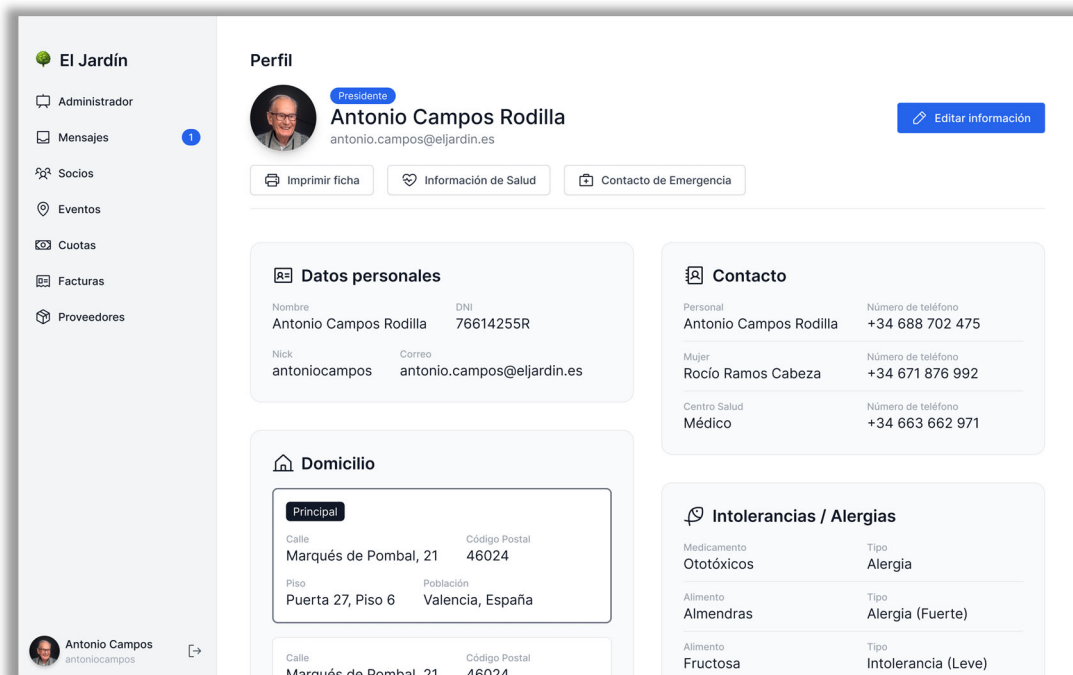 El Jardín
Administrador
Mensajes 1
Socios
Eventos
Cuotas
Facturas
Proveedores
Antonio Campos
antoniocampos
Perfil
Presidente
Antonio Campos Rodilla
antonio.campos@eljardin.es
Editar información
Imprimir ficha Información de Salud Contacto de Emergencia
Datos personales
Nombre DNI
Antonio Campos Rodilla 76614255R
Nick Correo
antoniocampos antonio.campos@eljardin.es
Domicilio
Principal
Calle Código Postal
Marqués de Pombal, 21 46024
Piso Población
Puerta 27, Piso 6 Valencia, España
Calle Código Postal
Marqués de Pombal, 21 46024
Contacto
Personal Número de teléfono
Antonio Campos Rodilla +34 688 702 475
Mujer Número de teléfono
Rocío Ramos Cabeza +34 671 876 992
Centro Salud Número de teléfono
Médico +34 663 662 971
Intolerancias / Alergias
Medicamento Tipo
Ototóxicos Alergia
Alimento Tipo
Almendras Alergia (Fuerte)
Alimento Tipo
Fructosa Intolerancia (Leve)